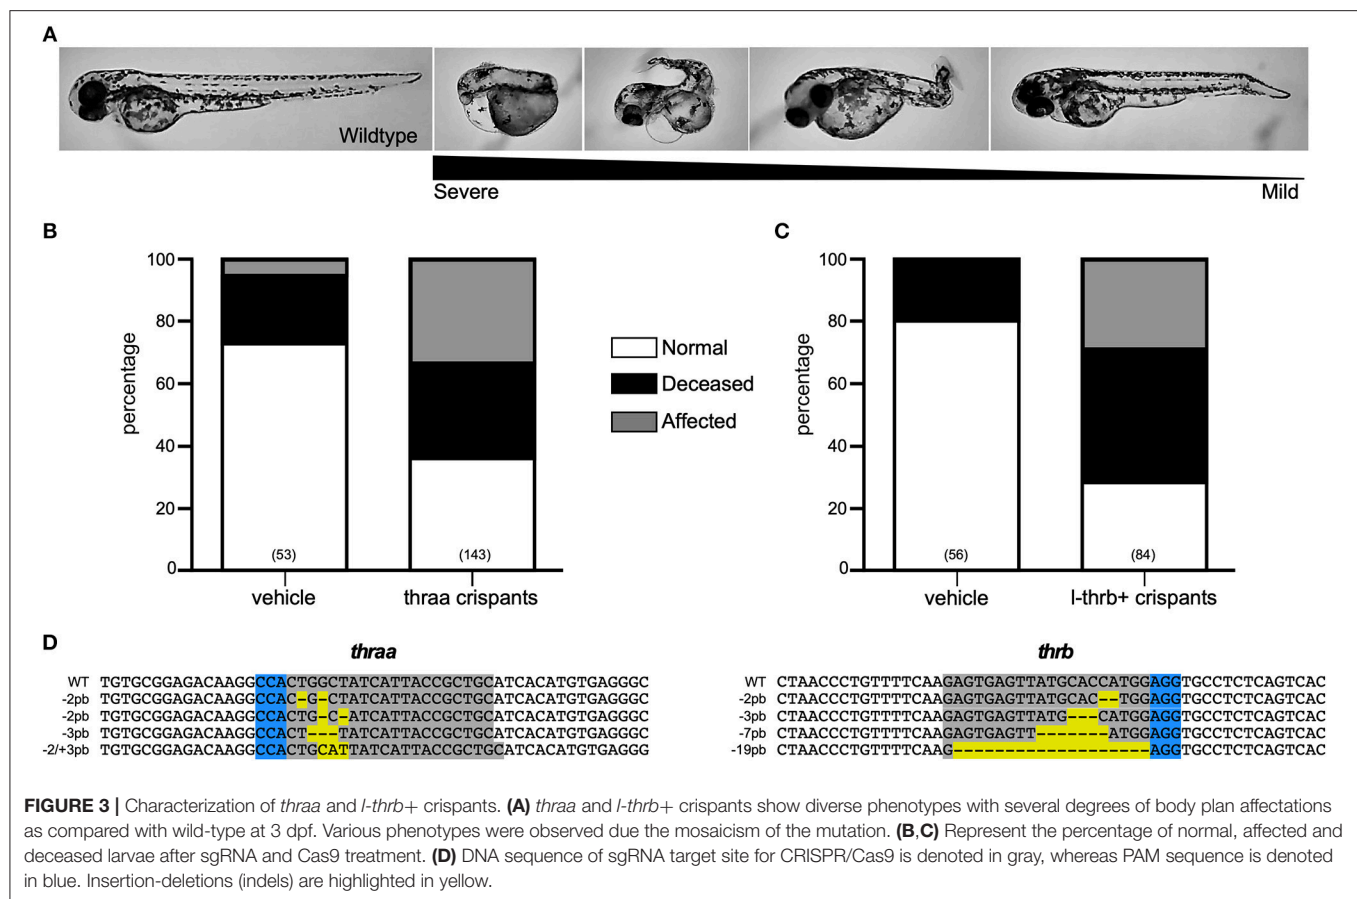 A
Wildtype
Severe
Mild
B
C
100
80
60
40
20
0
percentage
(53)
(143)
vehicle
thraa crispants
Normal
Deceased
Affected
100
80
60
40
20
0
percentage
(56)
(84)
vehicle
l-thrb+ crispants
D
thraa
WT TGTGCGGAGACAAGGCCACTGGCTATCATTACCGCTGCATCACATGTGAGGGC
-2pb TGTGCGGAGACAAGGCCAC-G-CTATCATTACCGCTGCATCACATGTGAGGGC
-2pb TGTGCGGAGACAAGGCCACTG-C-ATCATTACCGCTGCATCACATGTGAGGGC
-3pb TGTGCGGAGACAAGGCCACT---TATCATTACCGCTGCATCACATGTGAGGGC
-2/+3pb TGTGCGGAGACAAGGCCACTGCATTATCATTACCGCTGCATCACATGTGAGGG
thrb
WT CTAACCCTGTTTTCAAGAGTGAGTTATGCACCATGGAGGTGCCTCTCAGTCAC
-2pb CTAACCCTGTTTTCAAGAGTGAGTTATGCAC--TGGAGGTGCCTCTCAGTCAC
-3pb CTAACCCTGTTTTCAAGAGTGAGTTATG---CATGGAGGTGCCTCTCAGTCAC
-7pb CTAACCCTGTTTTCAAGAGTGAGTT-------ATGGAGGTGCCTCTCAGTCAC
-19pb CTAACCCTGTTTTCAAG-------------------AGGTGCCTCTCAGTCAC
FIGURE 3 | Characterization of thraa and l-thrb+ crispants. (A) thraa and l-thrb+ crispants show diverse phenotypes with several degrees of body plan affectations
as compared with wild-type at 3 dpf. Various phenotypes were observed due the mosaicism of the mutation. (B,C) Represent the percentage of normal, affected and
deceased larvae after sgRNA and Cas9 treatment. (D) DNA sequence of sgRNA target site for CRISPR/Cas9 is denoted in gray, whereas PAM sequence is denoted
in blue. Insertion-deletions (indels) are highlighted in yellow.